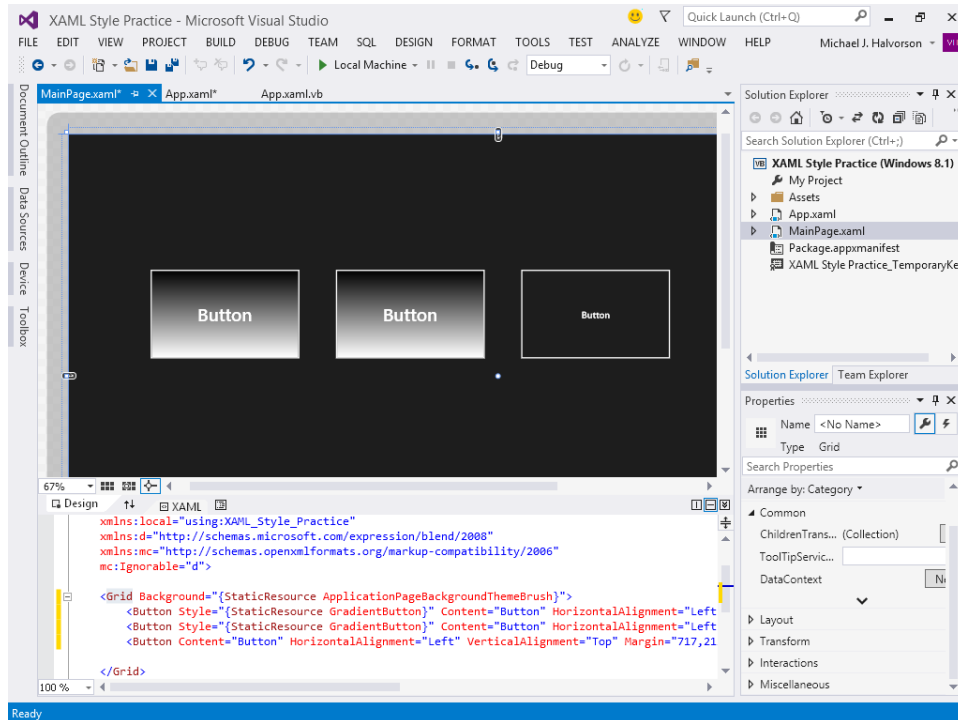 XAML Style Practice - Microsoft Visual Studio
Quick Launch (Ctrl+Q)
FILE EDIT VIEW PROJECT BUILD DEBUG TEAM SQL DESIGN FORMAT TOOLS TEST ANALYZE WINDOW HELP Michael J. Halvorson
Local Machine Debug
Document Outline
Data Sources
Device
Toolbox
MainPage.xaml* App.xaml* App.xaml.vb
Button Button Button
67%
Design XAML
xmlns:local="using:XAML_Style_Practice"
xmlns:d="http://schemas.microsoft.com/expression/blend/2008"
xmlns:mc="http://schemas.openxmlformats.org/markup-compatibility/2006"
mc:Ignorable="d">
<Grid Background="{StaticResource ApplicationPageBackgroundThemeBrush}">
<Button Style="{StaticResource GradientButton}" Content="Button" HorizontalAlignment="Left
<Button Style="{StaticResource GradientButton}" Content="Button" HorizontalAlignment="Left
<Button Content="Button" HorizontalAlignment="Left" VerticalAlignment="Top" Margin="717,21
</Grid>
100 %
Solution Explorer
Search Solution Explorer (Ctrl+;)
VB XAML Style Practice (Windows 8.1)
My Project
Assets
App.xaml
MainPage.xaml
Package.appxmanifest
XAML Style Practice_TemporaryKe
Solution Explorer Team Explorer
Properties
Name <No Name>
Type Grid
Search Properties
Arrange by: Category
Common
ChildrenTrans... (Collection)
ToolTipServic...
DataContext
Layout
Transform
Interactions
Miscellaneous
Ready